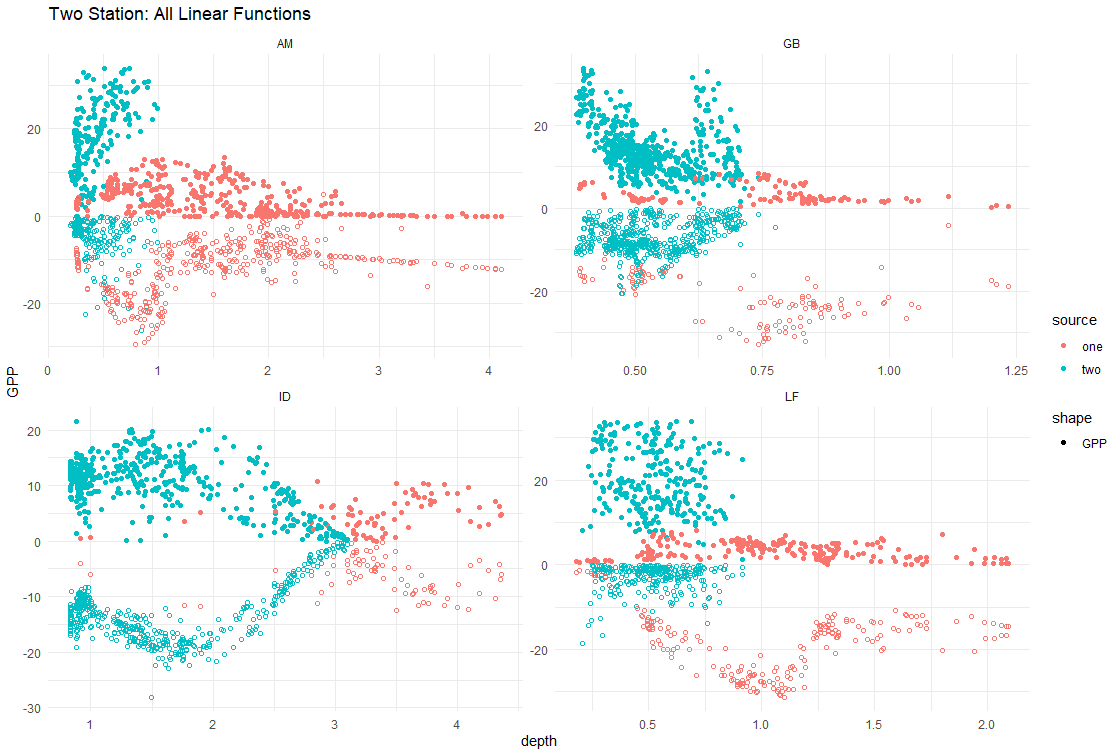 Two Station: All Linear Functions
AM
GB
20
0
-20
0
1
2
3
4
20
0
-20
0.50
0.75
1.00
1.25
ID
LF
20
10
0
-10
-20
-30
1
2
3
4
20
0
-20
0.5
1.0
1.5
2.0
GPP
depth
source
one
two
shape
GPP